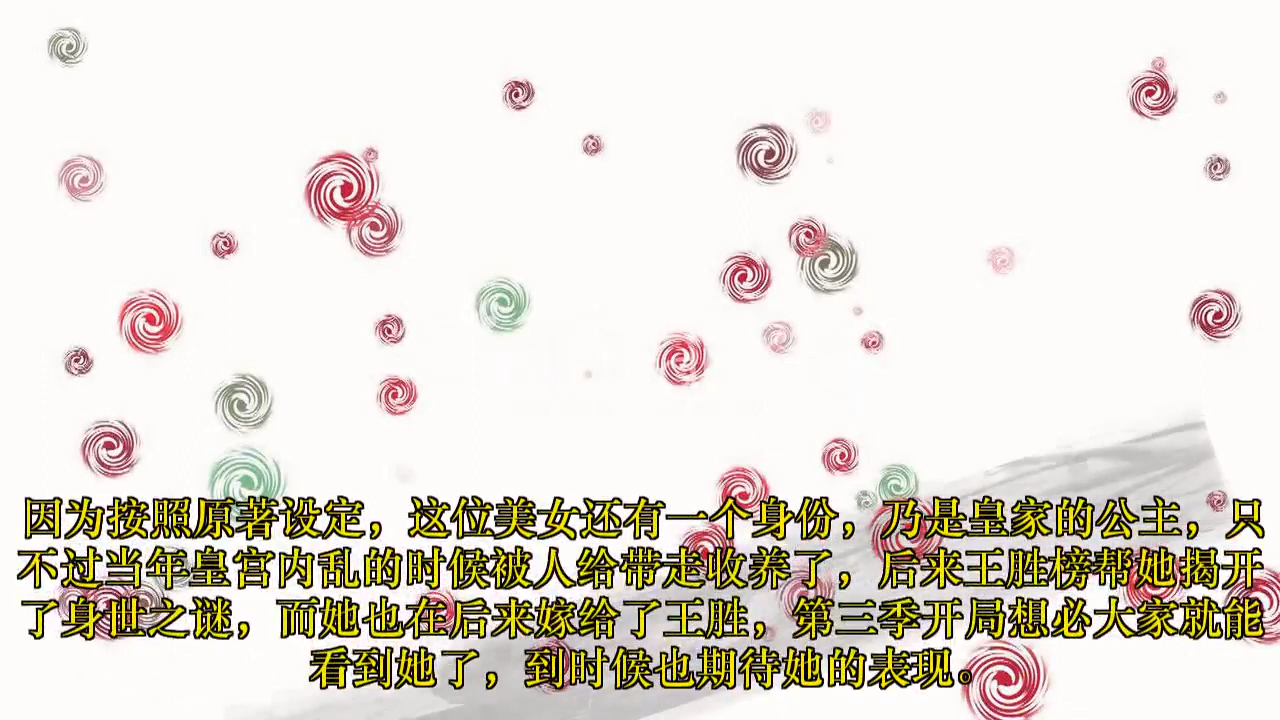 因为按照原著设定，这位美女还有一个身份，乃是皇家的公主，只
不过当年皇宫内乱的时候被人给带走收养了，后来王胜榜帮她揭开
了身世之谜，而她也在后来嫁给了王胜，第三季开局想必大家就能
看到她了，到时候也期待她的表现。